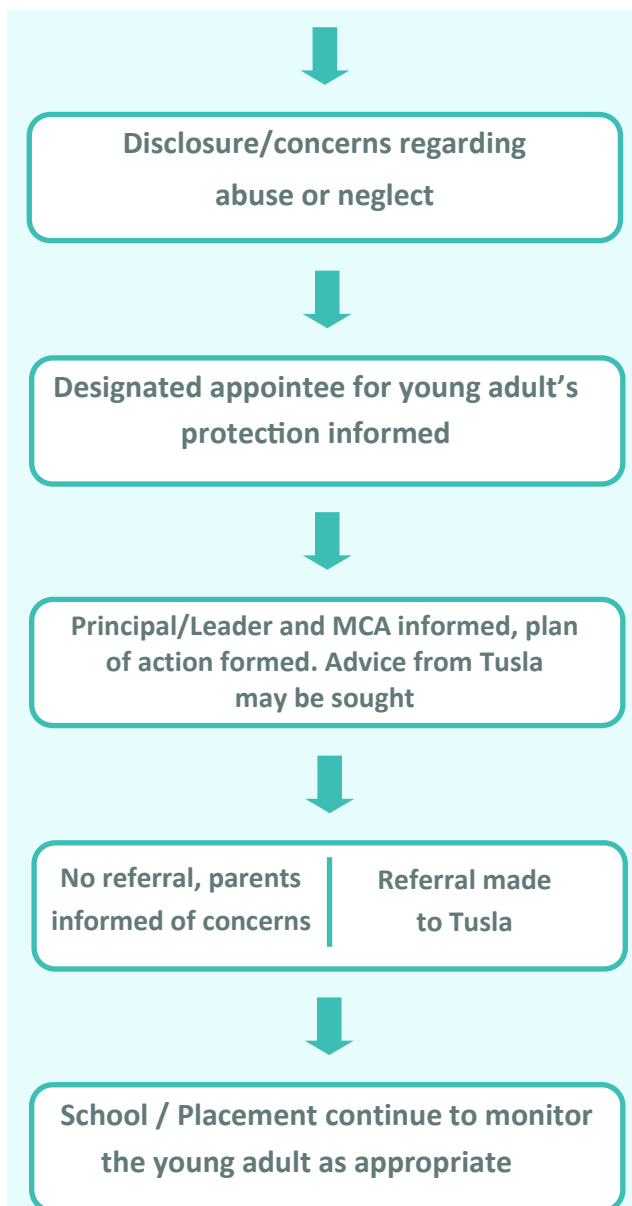 Disclosure/concerns regarding
abuse or neglect
Designated appointee for young adult’s
protection informed
Principal/Leader and MCA informed, plan
of action formed. Advice from Tusla
may be sought
No referral, parents
informed of concerns
Referral made
to Tusla
School / Placement continue to monitor
the young adult as appropriate